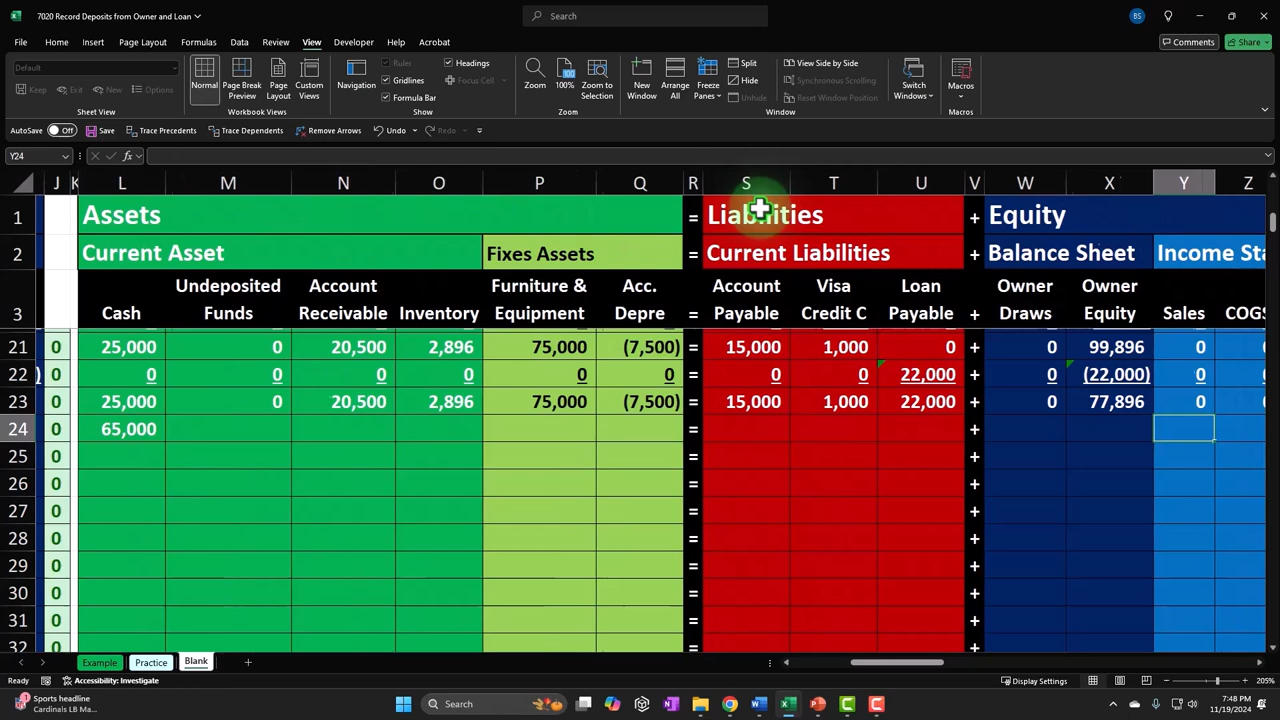 7020 Record Deposits from Owner and Loan
Search
BS
File Home Insert Page Layout Formulas Data Review View Developer Help Acrobat
Comments Share
Default
Keep Exit New Options
Sheet View
Normal Page Break Preview Page Layout Custom Views
Workbook Views
Navigation
Ruler
Gridlines
Formula Bar
Headings
Focus Cell
Show
Zoom 100% Zoom to Selection
Zoom
New Window Arrange All Freeze Panes
Split
Hide
Unhide
View Side by Side
Synchronous Scrolling
Reset Window Position
Switch Windows
Window
Macros
Macros
AutoSave Off Save Trace Precedents Trace Dependents Remove Arrows Undo Redo
Y24 fx
J K L M N O P Q R S T U V W X Y Z
1 Assets = Liabilities + Equity
2 Current Asset Fixes Assets = Current Liabilities + Balance Sheet Income Sta
Undeposited Account Furniture & Acc. Account Visa Loan Owner Owner
3 Cash Funds Receivable Inventory Equipment Depre = Payable Credit C Payable + Draws Equity Sales COGS
21 0 25,000 0 20,500 2,896 75,000 (7,500) = 15,000 1,000 0 + 0 99,896 0
22 ) 0 0 0 0 0 0 0 = 0 0 22,000 + 0 (22,000) 0
23 0 25,000 0 20,500 2,896 75,000 (7,500) = 15,000 1,000 22,000 + 0 77,896 0
24 0 65,000 = +
25 0 = +
26 0 = +
27 0 = +
28 0 = +
29 0 = +
30 0 = +
31 0 = +
32 0 = +
Example Practice Blank
Ready Accessibility: Investigate Display Settings 205%
1 Sports headline
Cardinals LB Ma...
Search
7:48 PM
11/19/2024